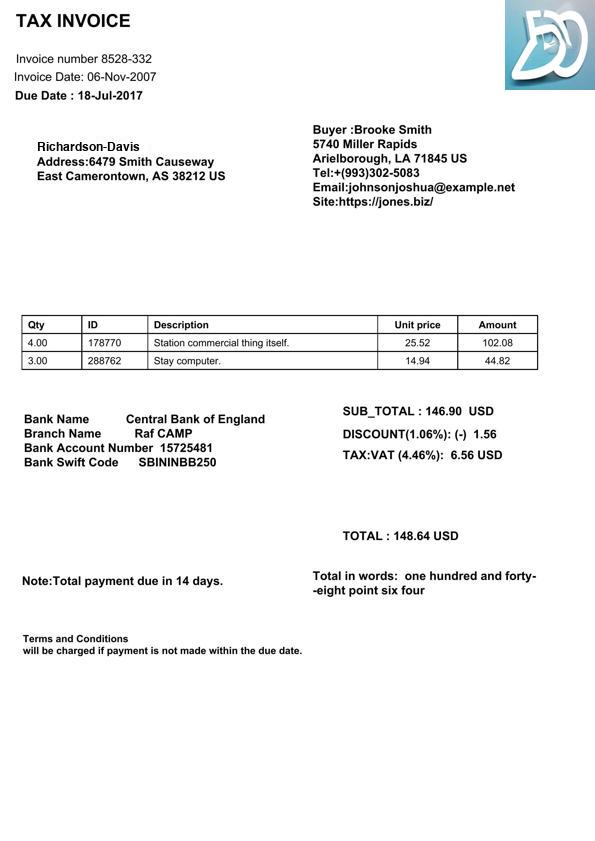 TAX INVOICE
Invoice number 8528-332
Invoice Date: 06-Nov-2007
Due Date : 18-Jul-2017
Richardson-Davis
Address:6479 Smith Causeway
East Camerontown, AS 38212 US
Buyer :Brooke Smith
5740 Miller Rapids
Arielborough, LA 71845 US
Tel:+(993)302-5083
Email:johnsonjoshua@example.net
Site:https://jones.biz/
Qty ID Description Unit price Amount
4.00 178770 Station commercial thing itself. 25.52 102.08
3.00 288762 Stay computer. 14.94 44.82
Bank Name Central Bank of England
Branch Name Raf CAMP
Bank Account Number 15725481
Bank Swift Code SBININBB250
SUB_TOTAL : 146.90 USD
DISCOUNT(1.06%): (-) 1.56
TAX:VAT (4.46%): 6.56 USD
TOTAL : 148.64 USD
Note:Total payment due in 14 days.
Total in words: one hundred and forty-
-eight point six four
Terms and Conditions
will be charged if payment is not made within the due date.